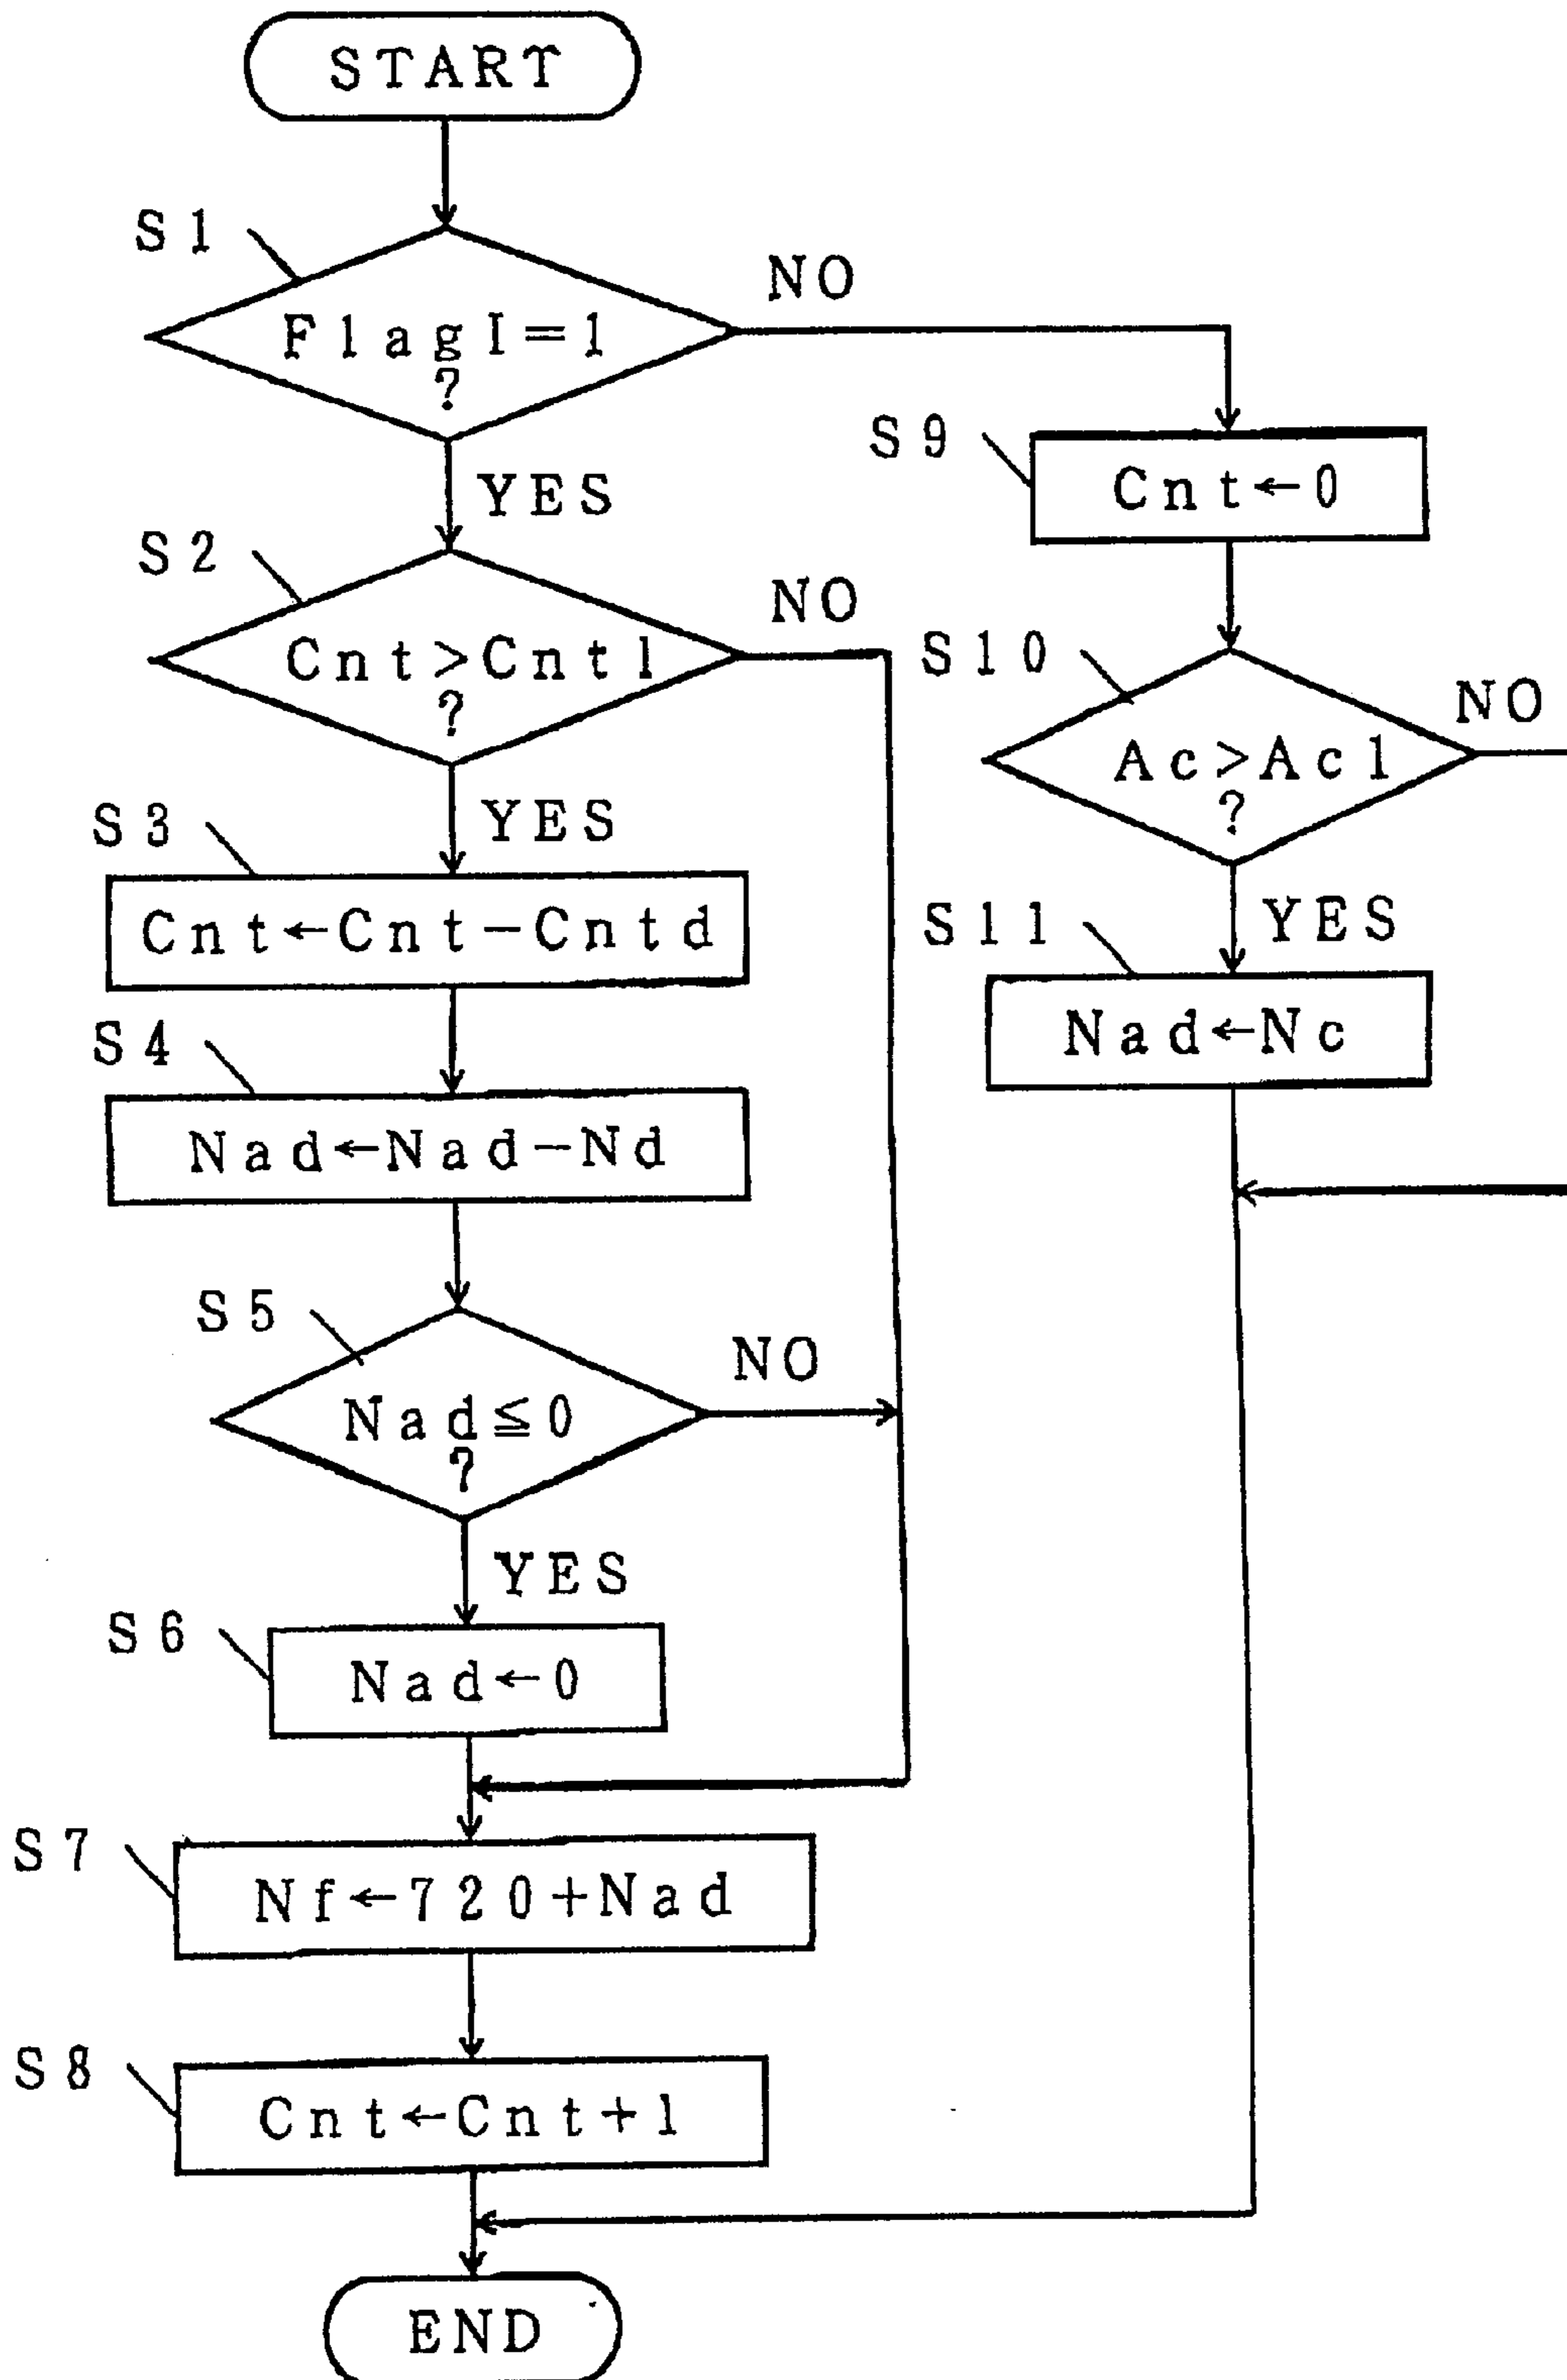 START
S1
FlagI=1
?
NO
YES
S2
Cnt>Cnt1
?
NO
YES
S3
Cnt←Cnt-Cntd
S4
Nad←Nad-Nd
S5
Nad≦0
?
NO
YES
S6
Nad←0
S7
Nf←720+Nad
S8
Cnt←Cnt+1
END
S9
Cnt←0
S10
Ac>Ac1
?
NO
YES
S11
Nad←Nc